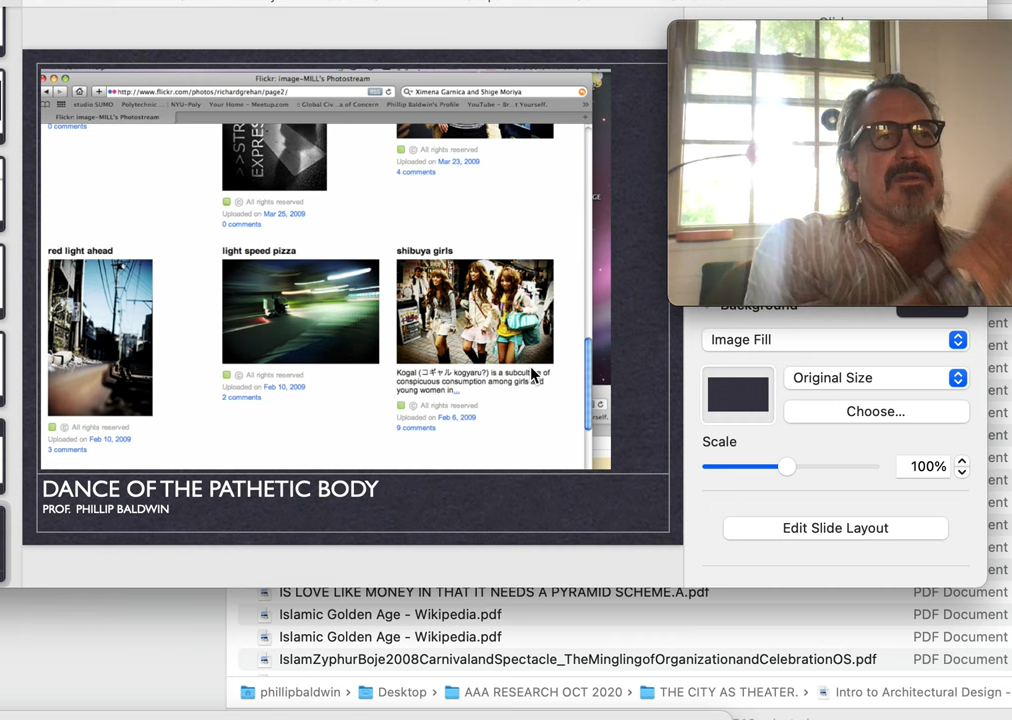 Flickr: image-MILL's Photostream
http://www.flickr.com/photos/richardgrehan/page2/
Ximena Garnica and Shige Moriya
studio SUMO Polytechnic ... NYU-Poly Your Home - Meetup.com Global Civ...a of Concern Phillip Baldwin's Profile YouTube - Br...t Yourself.
Flickr: image-MILL's Photostream
0 comments
>STR
EXPRES
© All rights reserved
Uploaded on Mar 25, 2009
0 comments
© All rights reserved
Uploaded on Mar 23, 2009
4 comments
red light ahead
© All rights reserved
Uploaded on Feb 10, 2009
3 comments
light speed pizza
© All rights reserved
Uploaded on Feb 10, 2009
2 comments
shibuya girls
Kogal (コギャル kogyaru?) is a subculture of
conspicuous consumption among girls and
young women in...
© All rights reserved
Uploaded on Feb 6, 2009
9 comments
DANCE OF THE PATHETIC BODY
PROF. PHILLIP BALDWIN
Background
Image Fill
Original Size
Choose...
Scale
100%
Edit Slide Layout
IS LOVE LIKE MONEY IN THAT IT NEEDS A PYRAMID SCHEME.A.pdf PDF Document
Islamic Golden Age - Wikipedia.pdf PDF Document
Islamic Golden Age - Wikipedia.pdf PDF Document
IslamZyphurBoje2008CarnivalandSpectacle_TheMinglingofOrganizationandCelebrationOS.pdf PDF Document
phillipbaldwin › Desktop › AAA RESEARCH OCT 2020 › THE CITY AS THEATER. › Intro to Architectural Design -